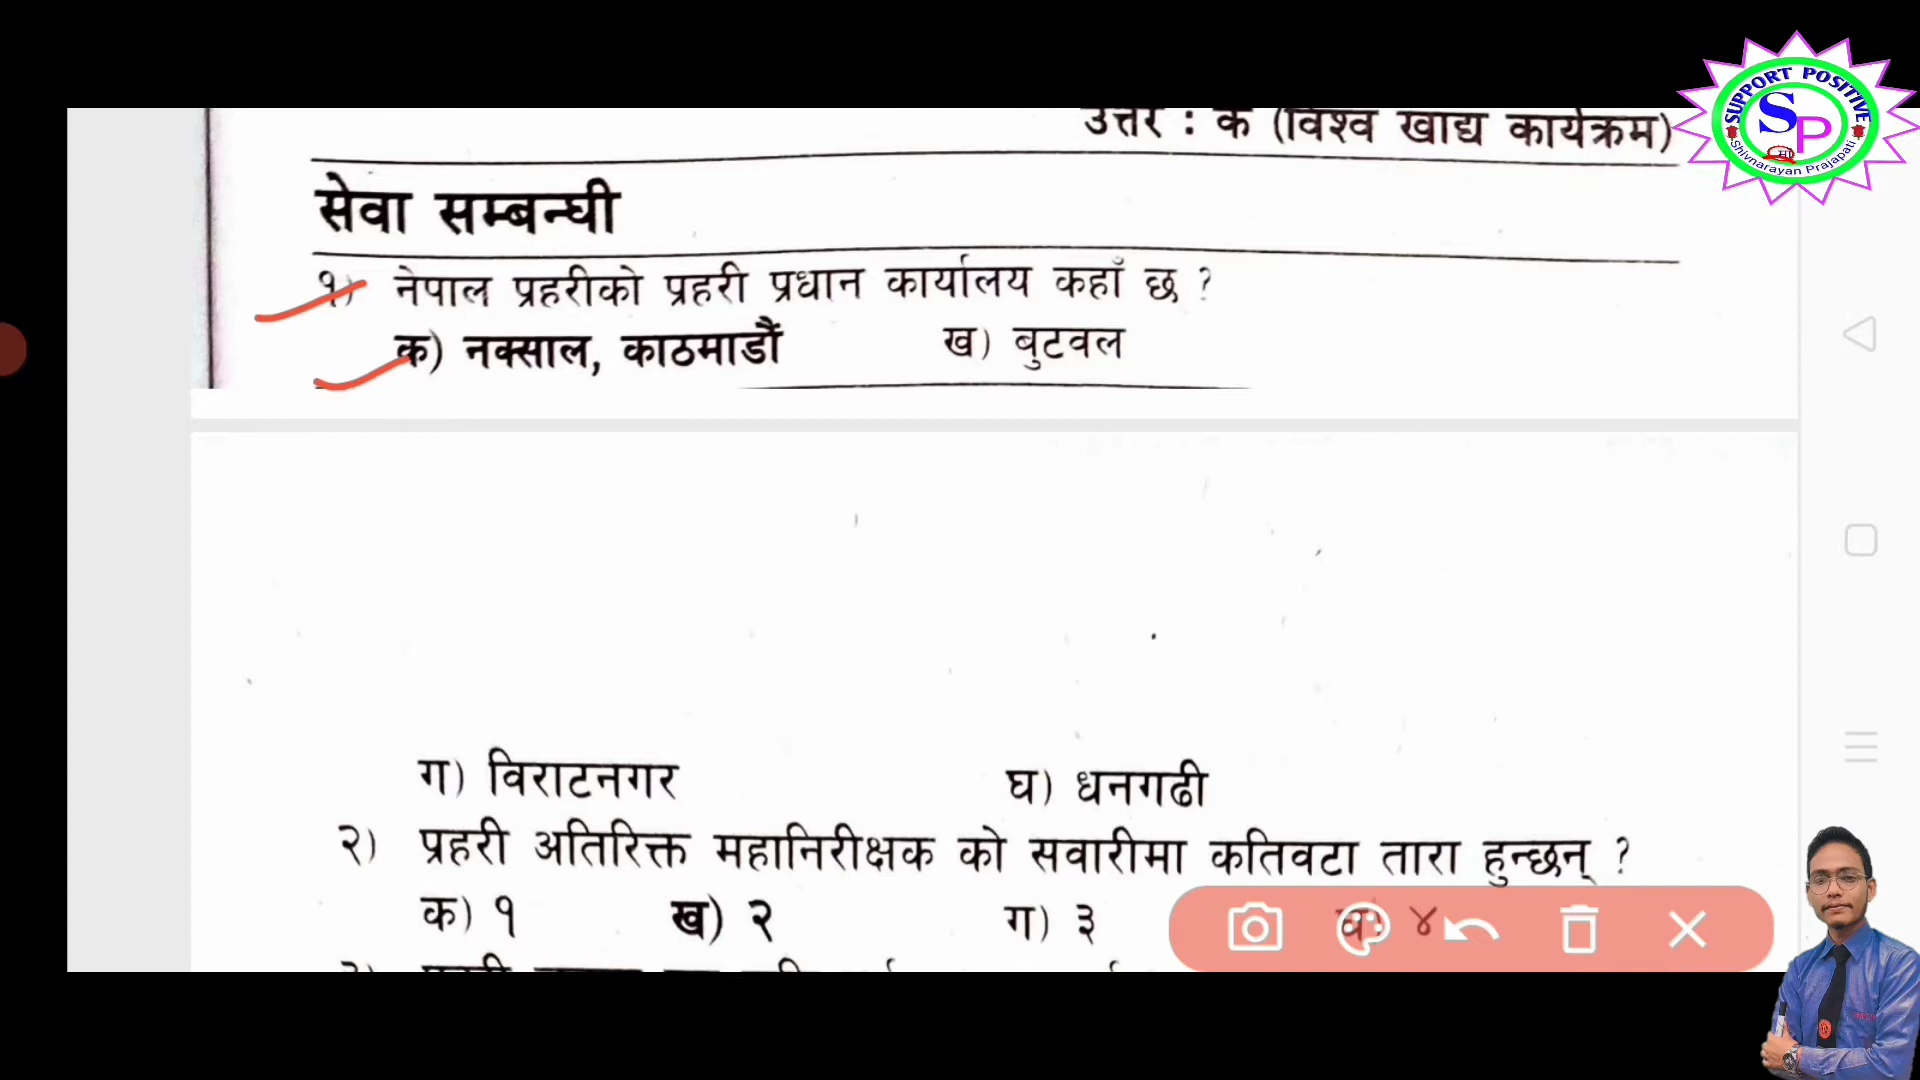 उत्तर : क (विश्व खाद्य कार्यक्रम)
SUPPORT POSITIVE
SP
Shivnarayan Prajapati
सेवा सम्बन्धी
१) नेपाल प्रहरीको प्रहरी प्रधान कार्यालय कहाँ छ ?
क) नक्साल, काठमाडौं ख) बुटवल
ग) विराटनगर घ) धनगढी
२) प्रहरी अतिरिक्त महानिरीक्षक को सवारीमा कतिवटा तारा हुन्छन् ?
क) १ ख) २ ग) ३ घ) ४